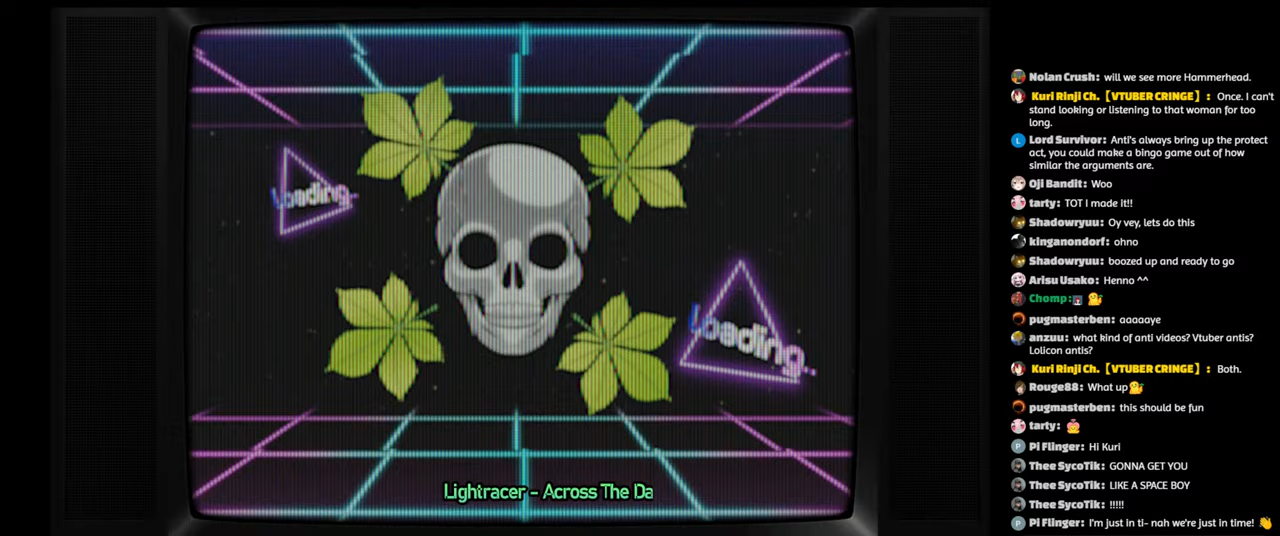 Loading..
Loading..
Lightracer - Across The Da
Nolan Crush: will we see more Hammerhead.
Kuri Rinji Ch.【VTUBER CRINGE】: Once. I can't
stand looking or listening to that woman for too
long.
L Lord Survivor: Anti's always bring up the protect
act, you could make a bingo game out of how
similar the arguments are.
Oji Bandit: Woo
tarty: TOT I made it!!
Shadowryuu: Oy vey, lets do this
kinganondorf: ohno
Shadowryuu: boozed up and ready to go
Arisu Usako: Henno ^^
Chomp:
pugmasterben: aaaaaye
anzuu: what kind of anti videos? Vtuber antis?
Lolicon antis?
Kuri Rinji Ch.【VTUBER CRINGE】: Both.
Rouge88: What up
pugmasterben: this should be fun
tarty:
P Pi Flinger: Hi Kuri
Thee SycoTik: GONNA GET YOU
Thee SycoTik: LIKE A SPACE BOY
Thee SycoTik: !!!!!
P Pi Flinger: I'm just in ti- nah we're just in time!